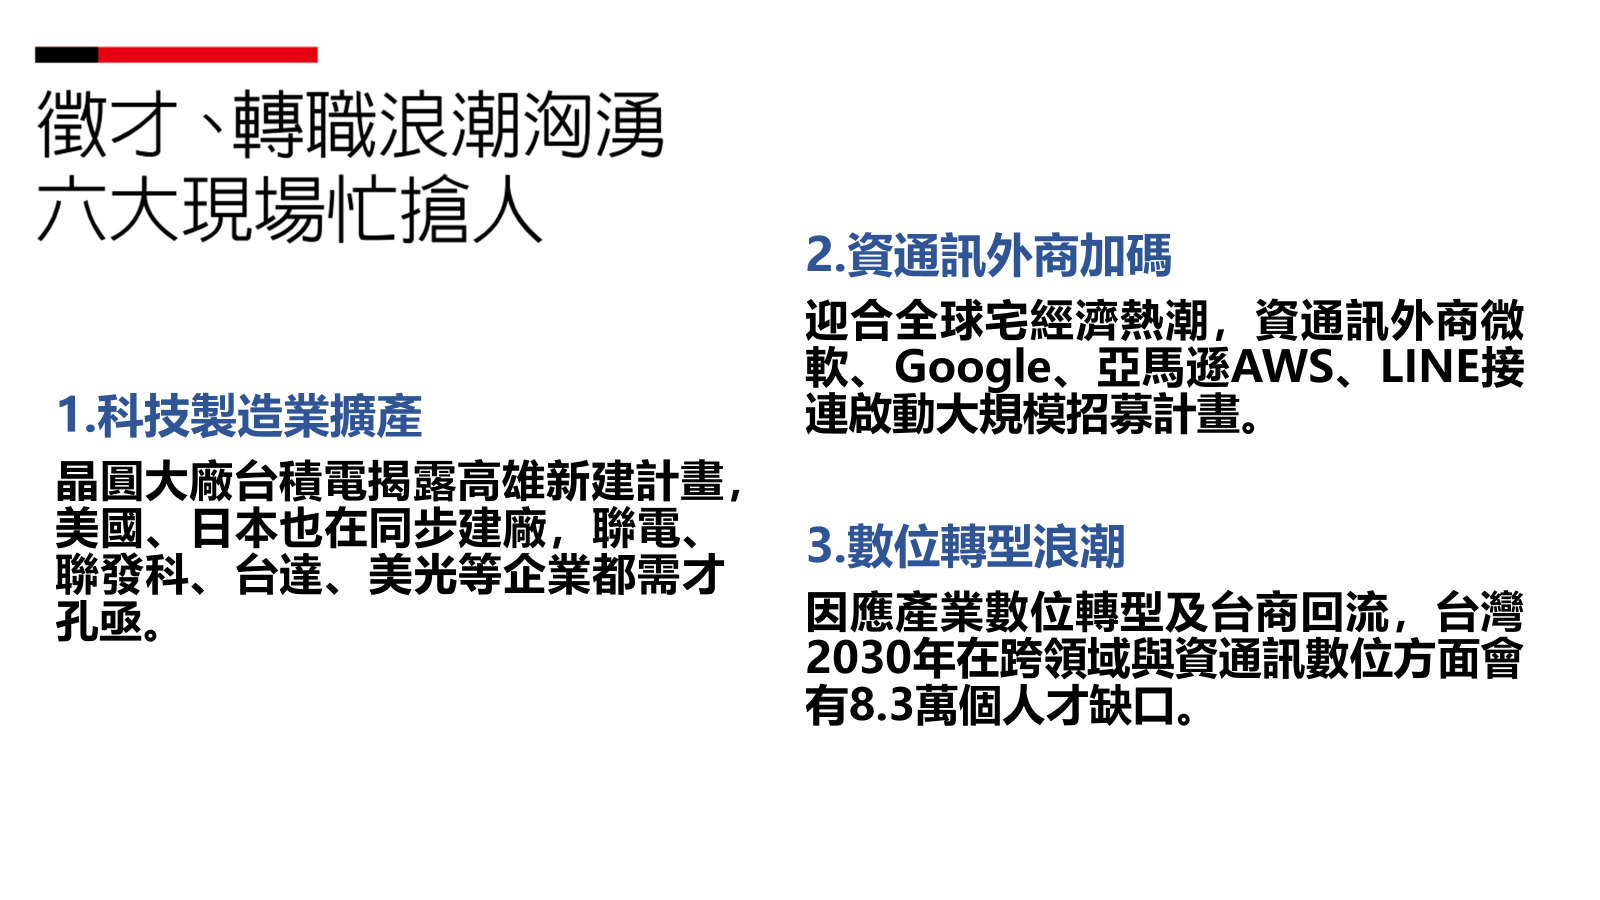 徵才、轉職浪潮洶湧
六大現場忙搶人
1.科技製造業擴產
晶圓大廠台積電揭露高雄新建計畫，
美國、日本也在同步建廠，聯電、
聯發科、台達、美光等企業都需才
孔亟。
2.資通訊外商加碼
迎合全球宅經濟熱潮，資通訊外商微
軟、Google、亞馬遜AWS、LINE接
連啟動大規模招募計畫。
3.數位轉型浪潮
因應產業數位轉型及台商回流，台灣
2030年在跨領域與資通訊數位方面會
有8.3萬個人才缺口。